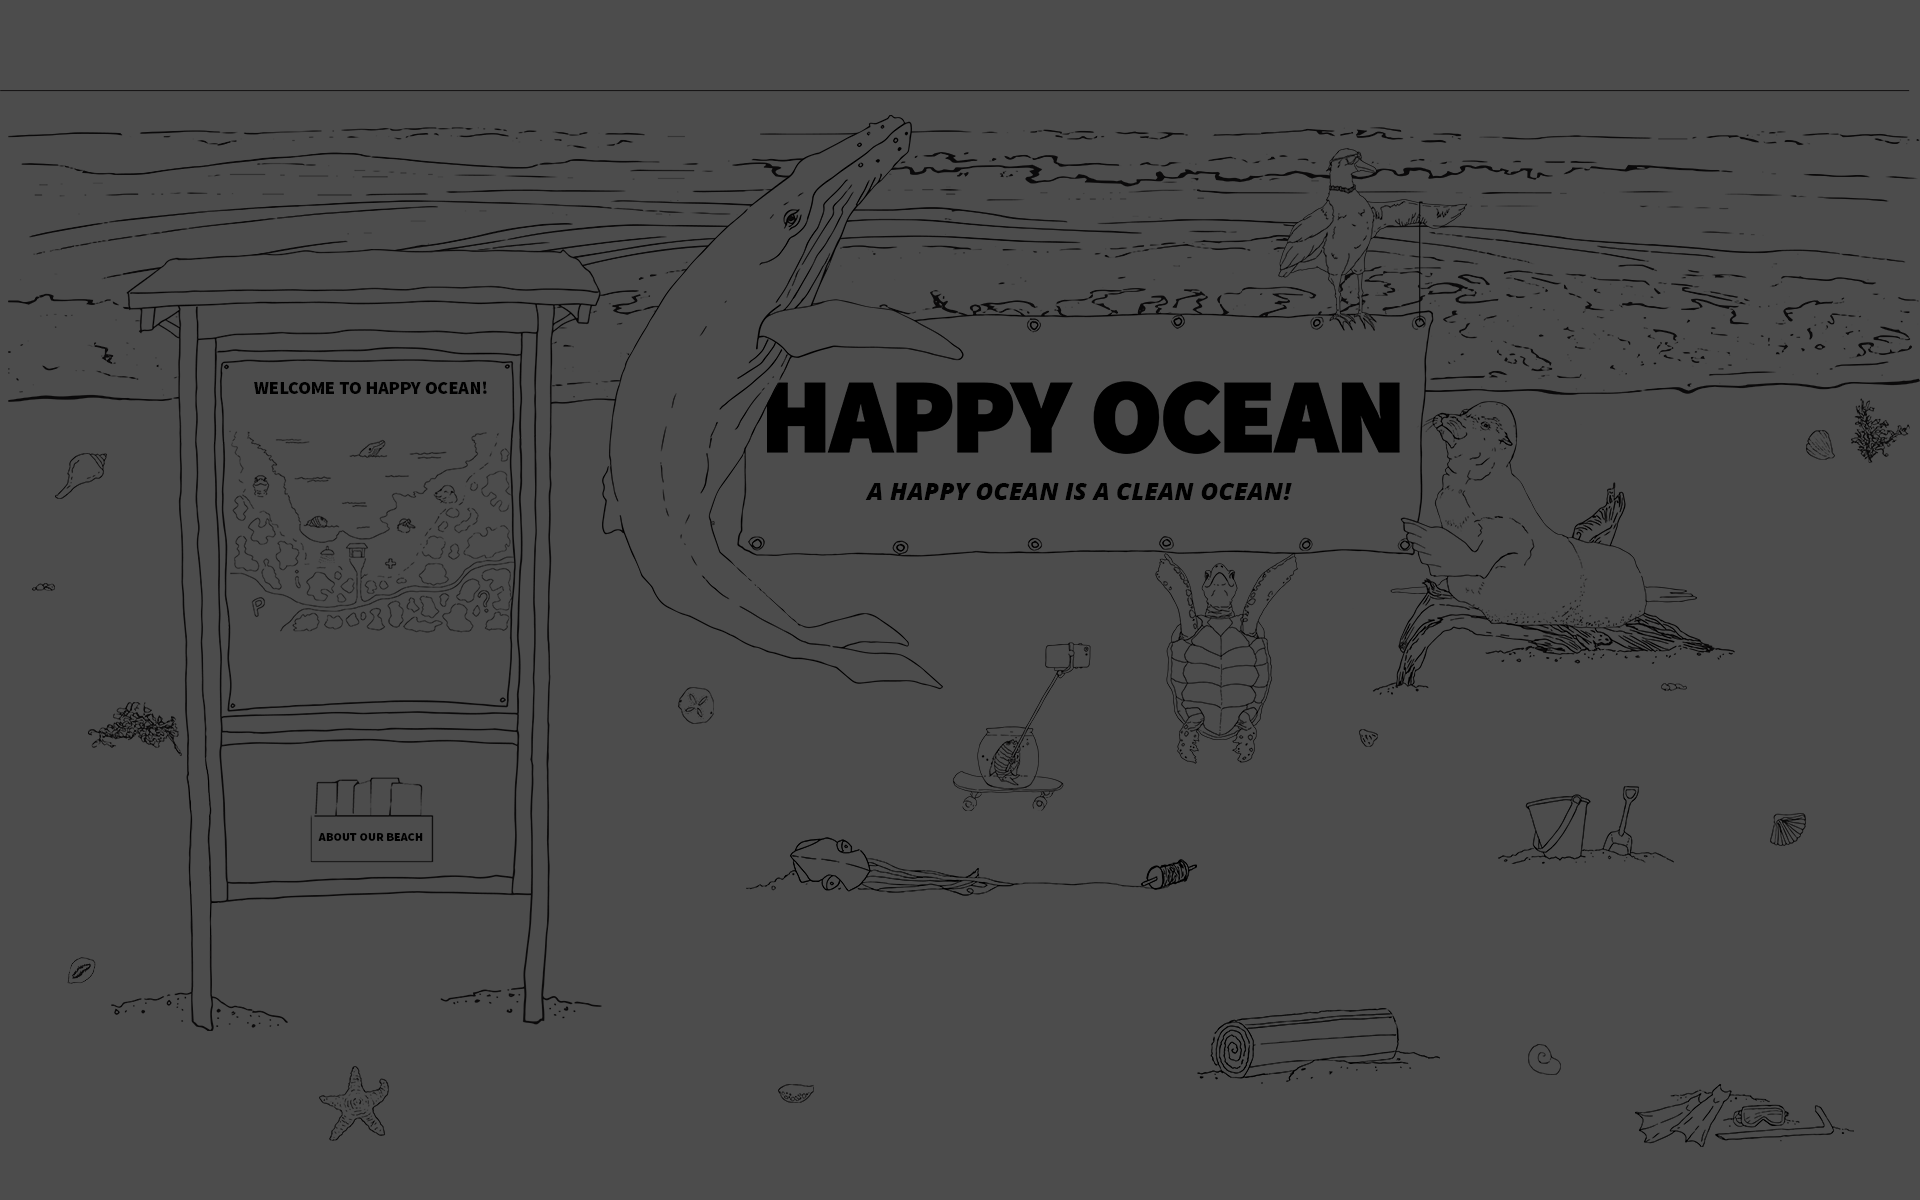 WELCOME TO HAPPY OCEAN!
P
?
ABOUT OUR BEACH
HAPPY OCEAN
A HAPPY OCEAN IS A CLEAN OCEAN!